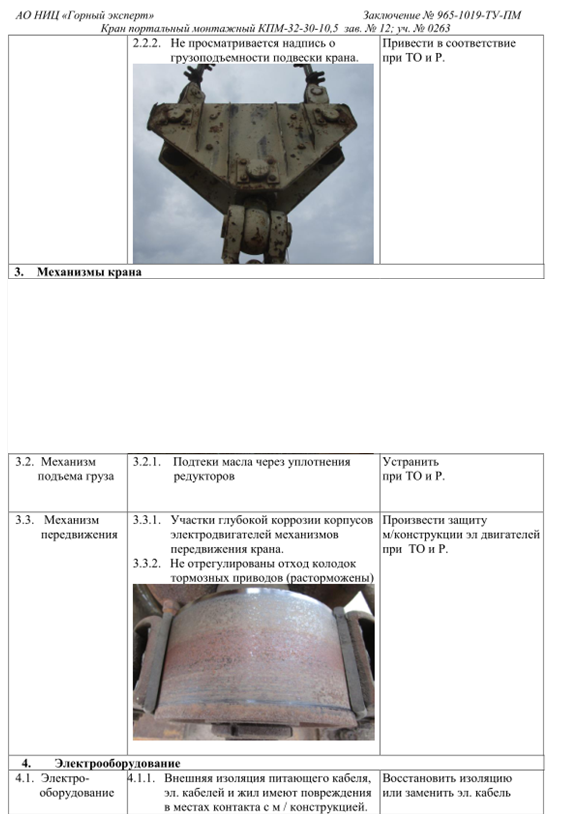 АО НИЦ «Горный эксперт» Заключение № 965-1019-ТУ-ПМ
Кран портальный монтажный КПМ-32-30-10,5 зав. № 12; уч. № 0263
2.2.2. Не просматривается надпись о
грузоподъемности подвески крана.
Привести в соответствие
при ТО и Р.
3. Механизмы крана
3.2. Механизм
подъема груза
3.2.1. Подтеки масла через уплотнения
редукторов
Устранить
при ТО и Р.
3.3. Механизм
передвижения
3.3.1. Участки глубокой коррозии корпусов
электродвигателей механизмов
передвижения крана.
3.3.2. Не отрегулированы отход колодок
тормозных приводов (расторможены)
Произвести защиту
м/конструкции эл двигателей
при ТО и Р.
4. Электрооборудование
4.1. Электро-
оборудование
4.1.1. Внешняя изоляция питающего кабеля,
эл. кабелей и жил имеют повреждения
в местах контакта с м / конструкцией.
Восстановить изоляцию
или заменить эл. кабель